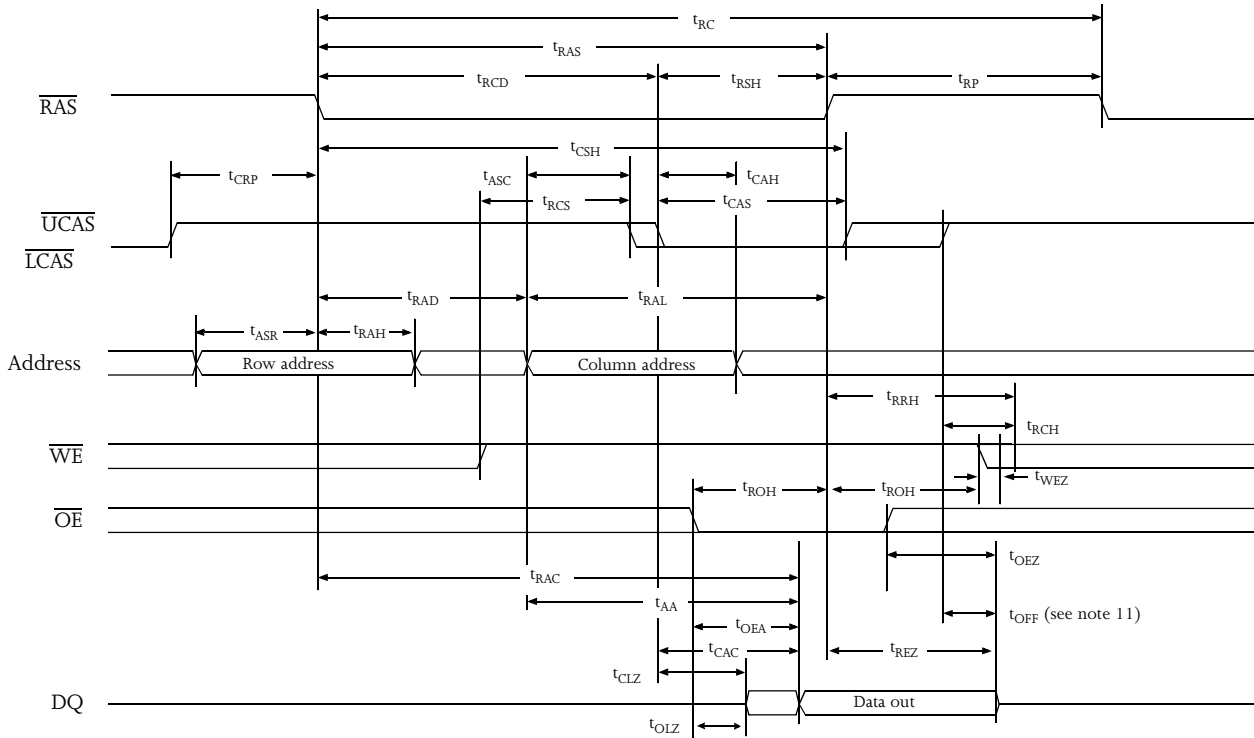 tRC
tRAS
tRCD
tRSH
tRP
RAS
tCSH
tCRP
tASC
tCAH
tRCS
tCAS
UCAS
LCAS
tRAD
tRAL
tASR
tRAH
Address
Row address
Column address
tRRH
tRCH
WE
tWEZ
tROH
tROH
OE
tOEZ
tRAC
tAA
tOFF (see note 11)
tOEA
tCAC
tREZ
tCLZ
DQ
Data out
tOLZ